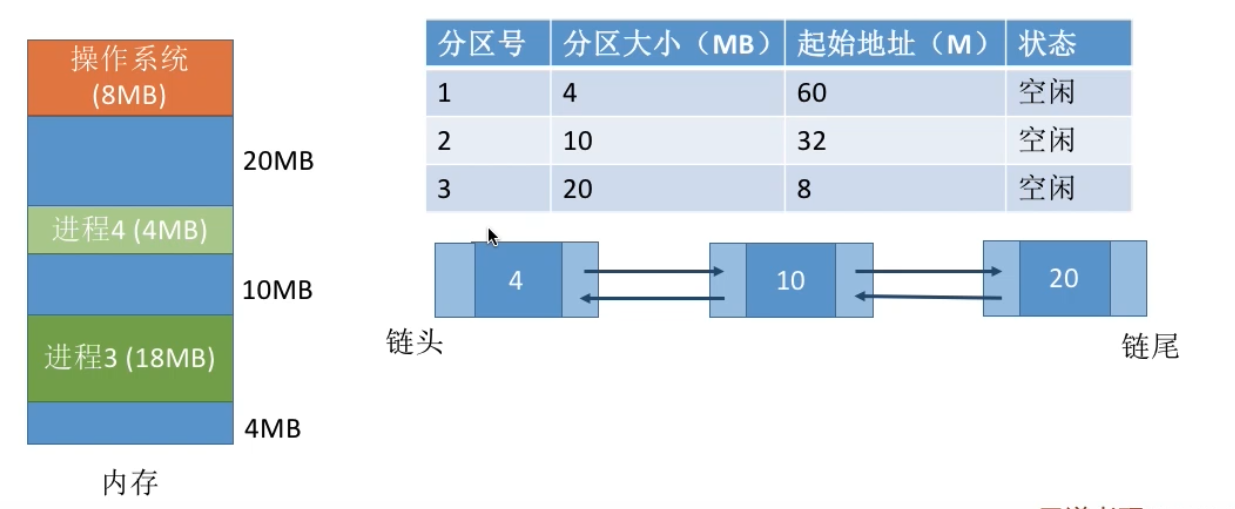 操作系统
(8MB)
20MB
进程4 (4MB)
10MB
进程3 (18MB)
4MB
内存
分区号 分区大小（MB） 起始地址（M） 状态
1 4 60 空闲
2 10 32 空闲
3 20 8 空闲
4 10 20
链头 链尾